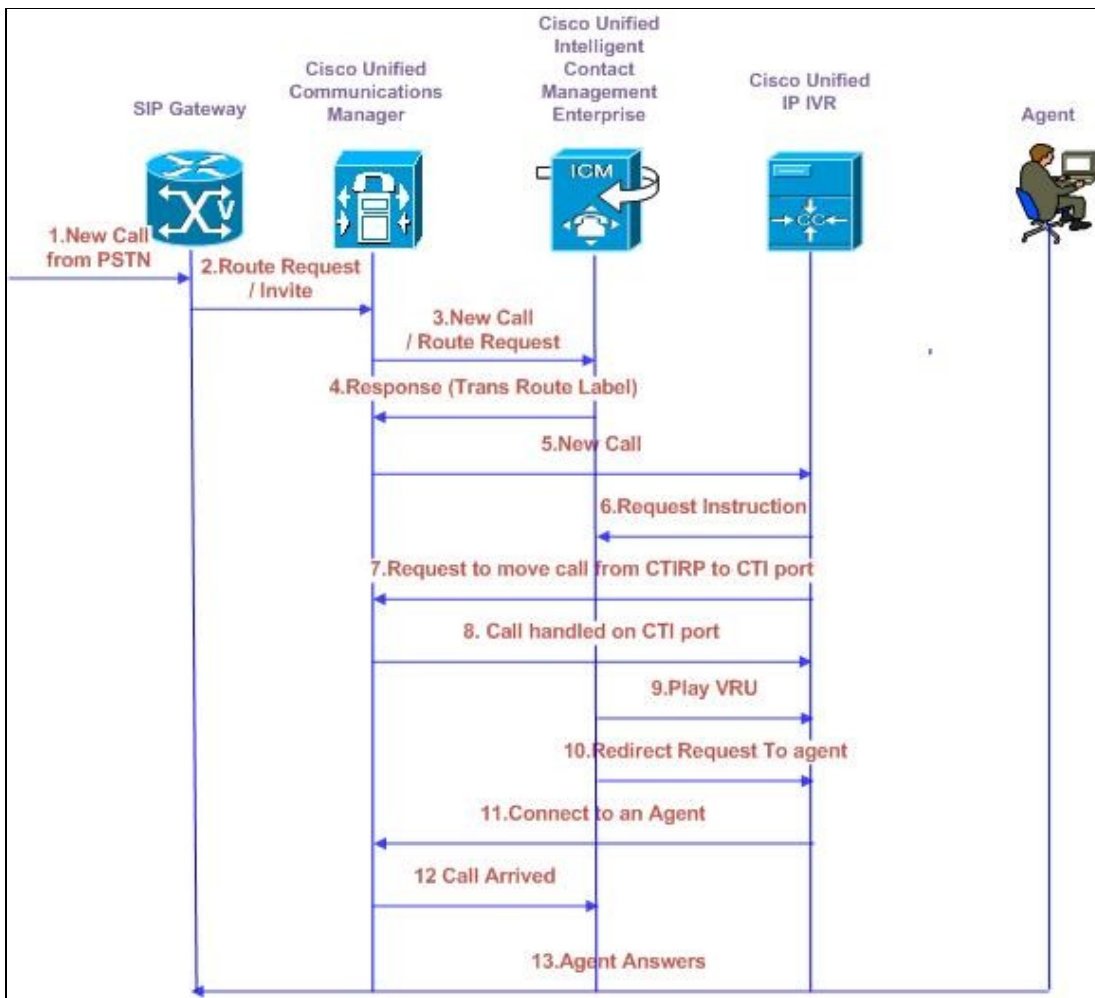 SIP Gateway
Cisco Unified
Communications
Manager
Cisco Unified
Intelligent
Contact
Management
Enterprise
Cisco Unified
IP IVR
Agent
V
ICM
CC
1.New Call
from PSTN
2.Route Request
/ Invite
3.New Call
/ Route Request
4.Response (Trans Route Label)
5.New Call
6.Request Instruction
7.Request to move call from CTIRP to CTI port
8. Call handled on CTI port
9.Play VRU
10.Redirect Request To agent
11.Connect to an Agent
12 Call Arrived
13.Agent Answers